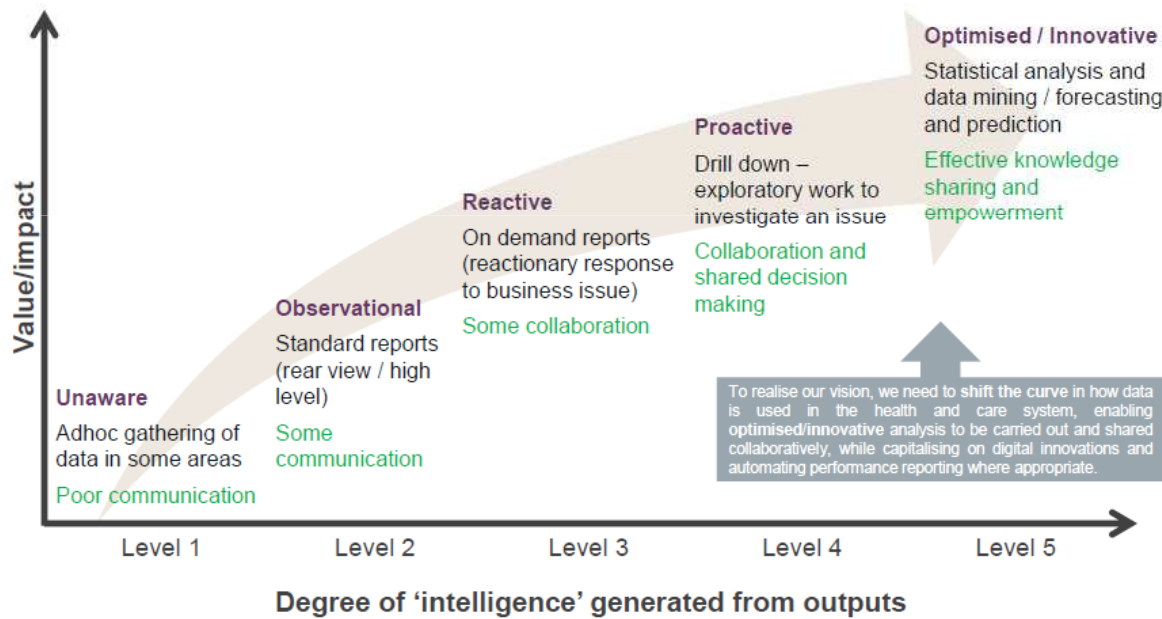 Value/impact
Unaware
Adhoc gathering of
data in some areas
Poor communication
Observational
Standard reports
(rear view / high
level)
Some
communication
Reactive
On demand reports
(reactionary response
to business issue)
Some collaboration
Proactive
Drill down –
exploratory work to
investigate an issue
Collaboration and
shared decision
making
Optimised / Innovative
Statistical analysis and
data mining / forecasting
and prediction
Effective knowledge
sharing and
empowerment
To realise our vision, we need to shift the curve in how data
is used in the health and care system, enabling
optimised/innovative analysis to be carried out and shared
collaboratively, while capitalising on digital innovations and
automating performance reporting where appropriate.
Level 1
Level 2
Level 3
Level 4
Level 5
Degree of ‘intelligence’ generated from outputs